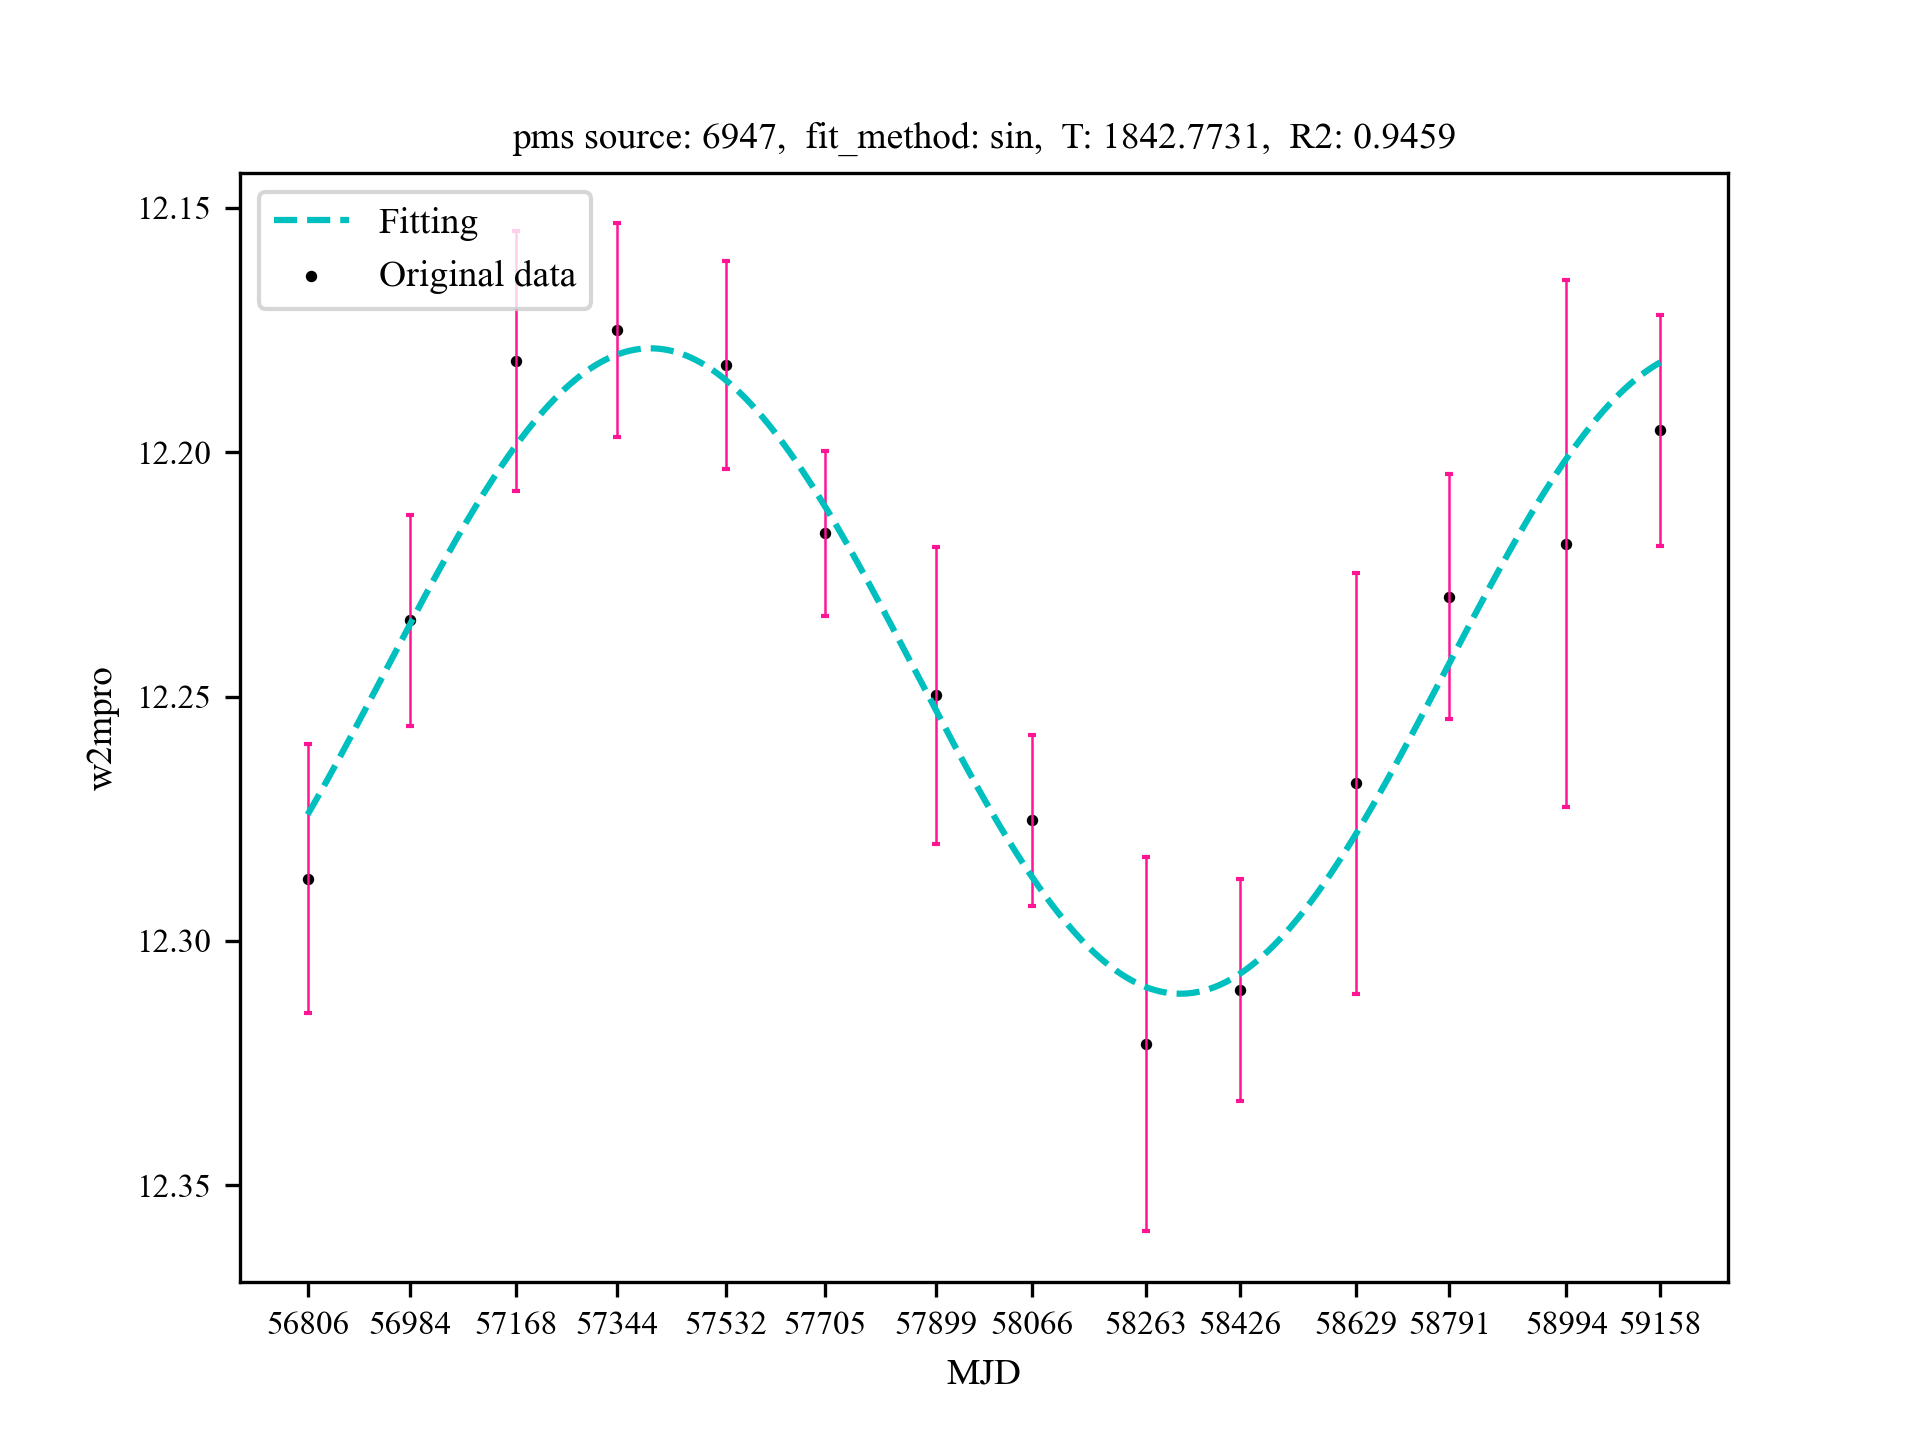 pms source: 6947, fit_method: sin, T: 1842.7731, R2: 0.9459
Fitting
Original data
12.15
12.20
12.25
12.30
12.35
w2mpro
56806 56984 57168 57344 57532 57705 57899 58066 58263 58426 58629 58791 58994 59158
MJD